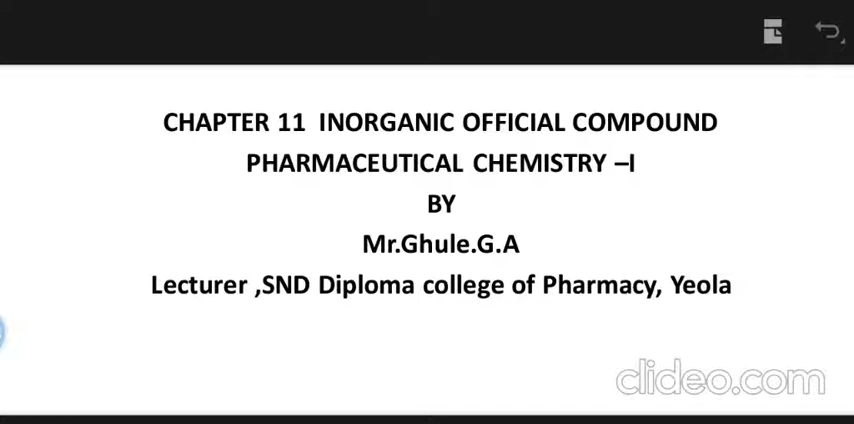 CHAPTER 11 INORGANIC OFFICIAL COMPOUND
PHARMACEUTICAL CHEMISTRY –I
BY
Mr.Ghule.G.A
Lecturer ,SND Diploma college of Pharmacy, Yeola
clideo.com